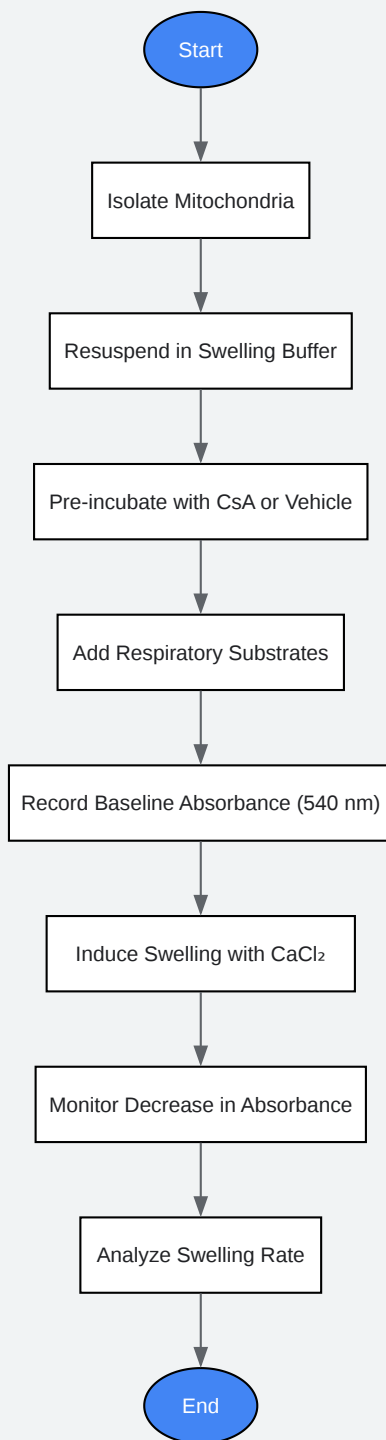 Start
Isolate Mitochondria
Resuspend in Swelling Buffer
Pre-incubate with CsA or Vehicle
Add Respiratory Substrates
Record Baseline Absorbance (540 nm)
Induce Swelling with CaCl₂
Monitor Decrease in Absorbance
Analyze Swelling Rate
End